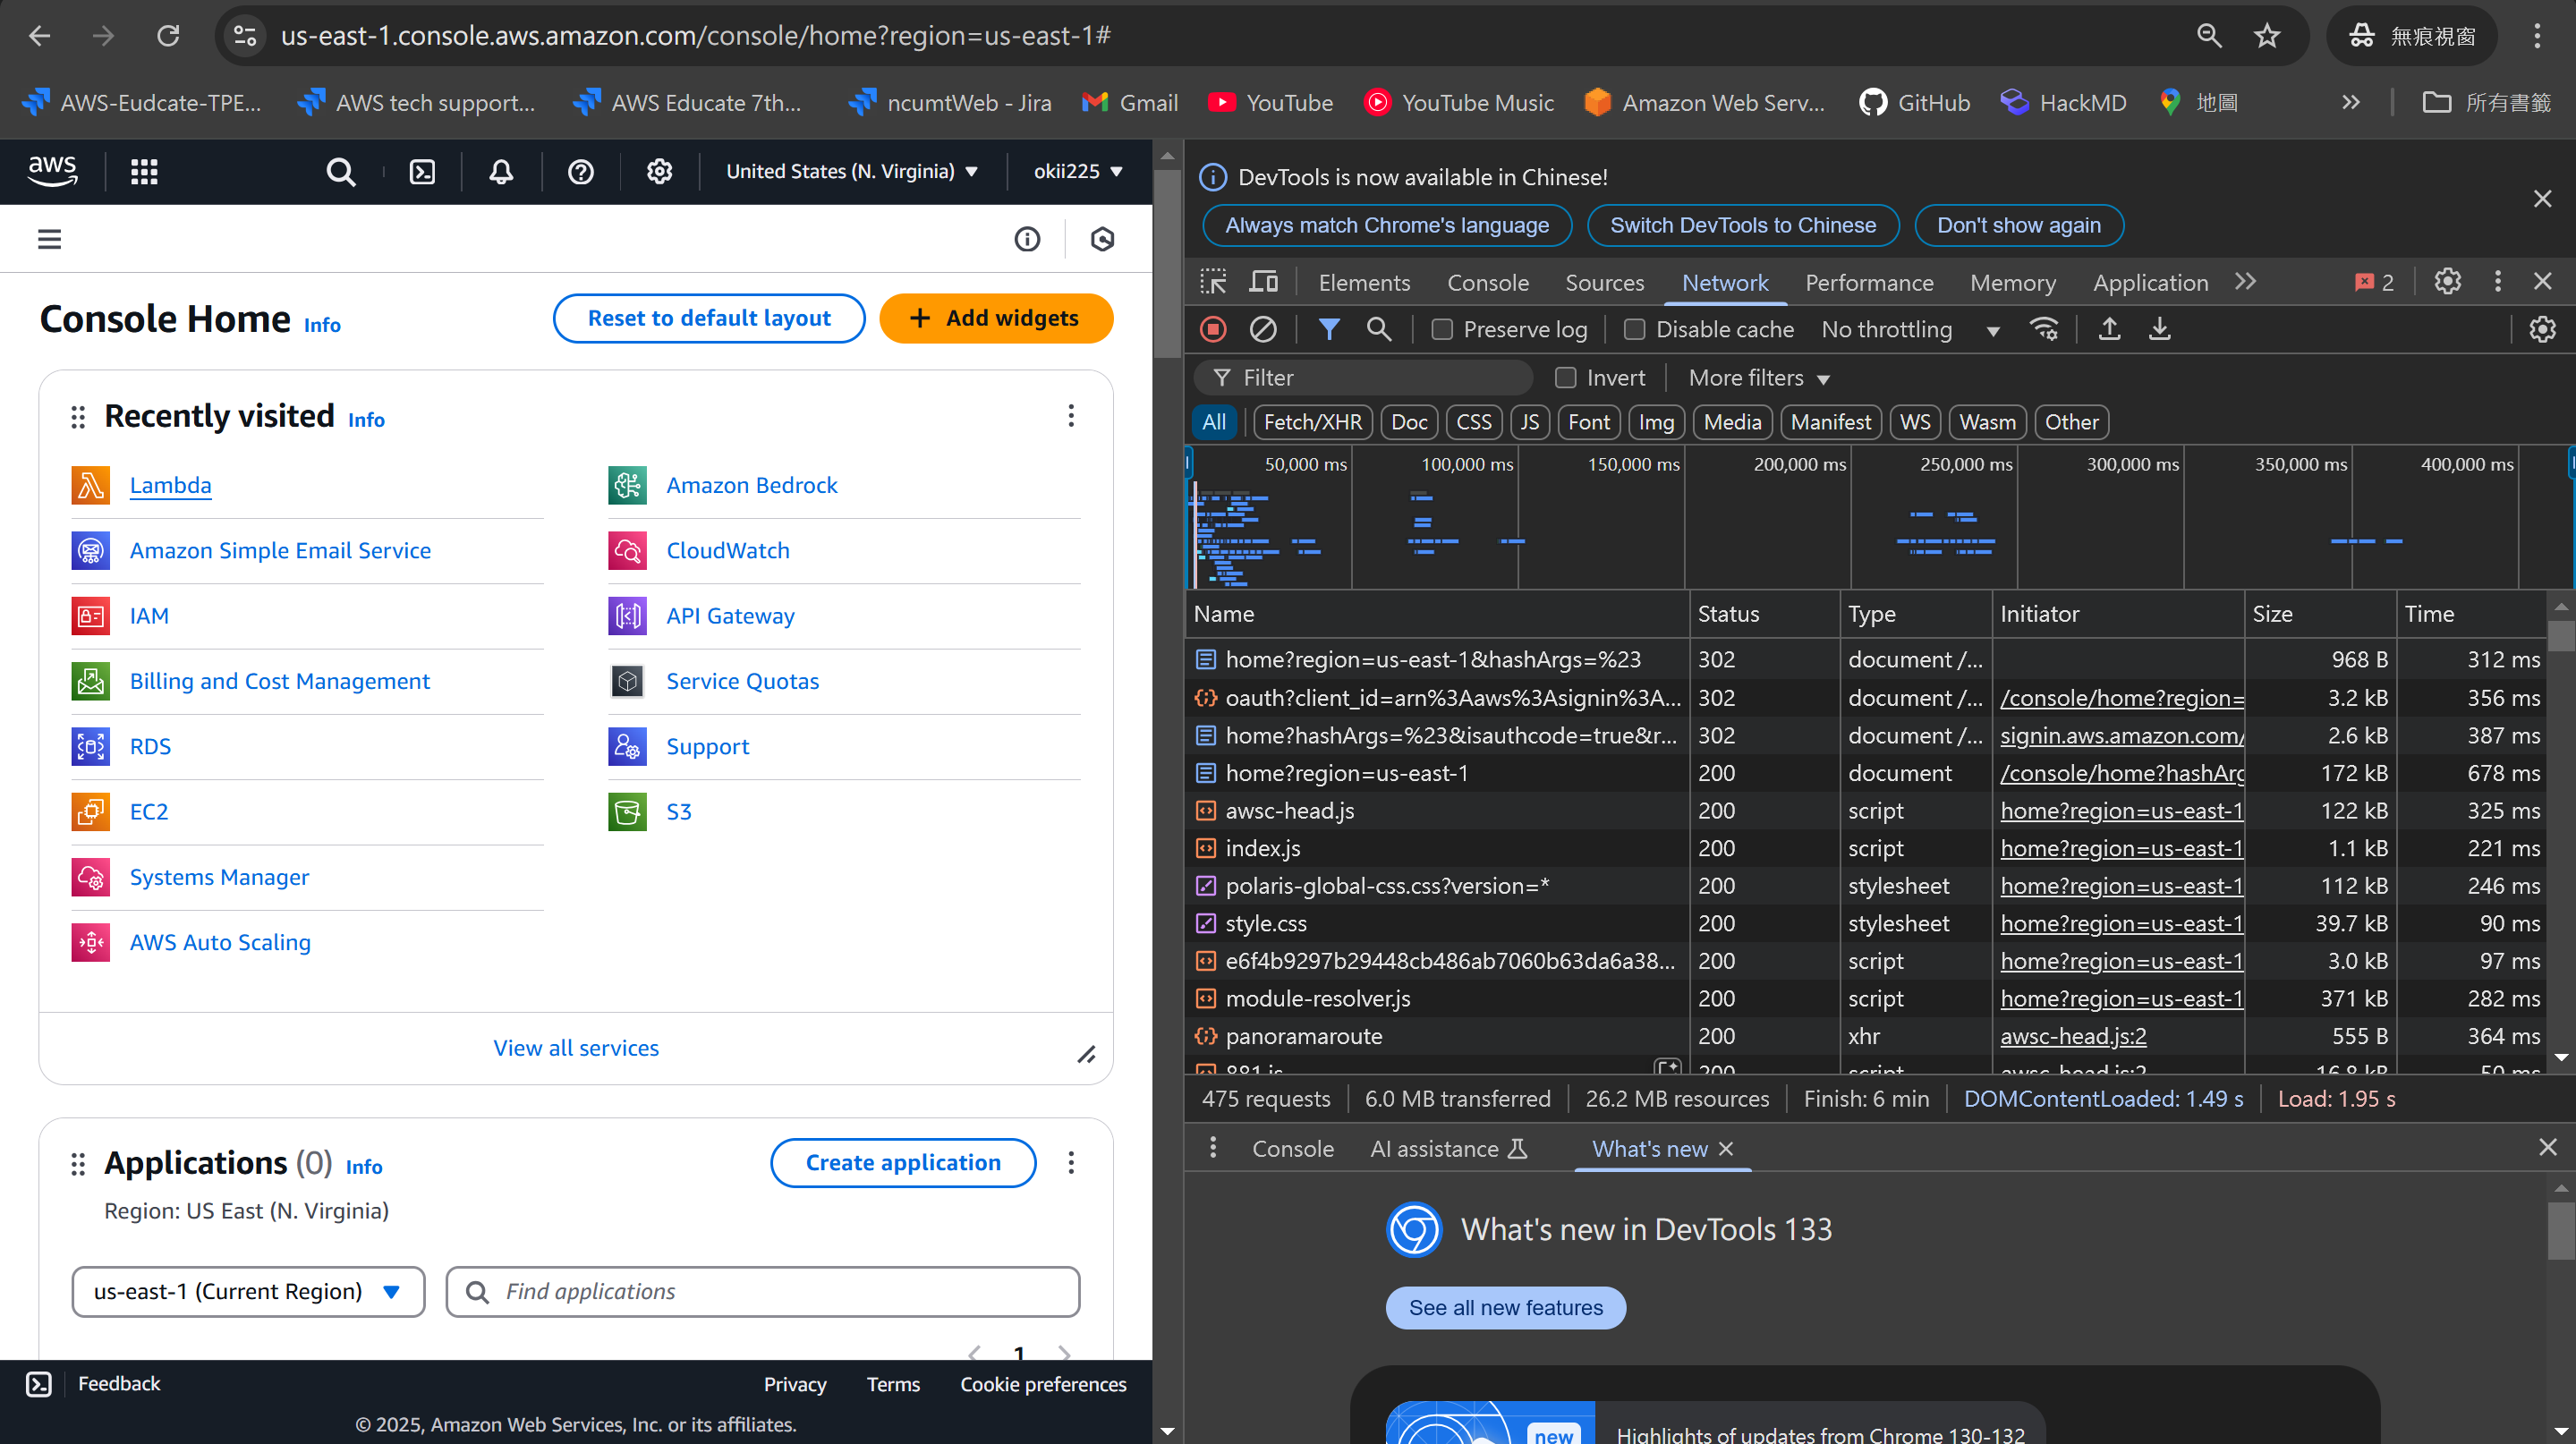 us-east-1.console.aws.amazon.com/console/home?region=us-east-1#
無痕視窗
AWS-Eudcate-TPE...
AWS tech support...
AWS Educate 7th...
ncumtWeb - Jira
Gmail
YouTube
YouTube Music
Amazon Web Serv...
GitHub
HackMD
地圖
所有書籤
aws
United States (N. Virginia)
okii225
Console Home Info
Reset to default layout
Add widgets
Recently visited Info
Lambda
Amazon Simple Email Service
IAM
Billing and Cost Management
RDS
EC2
Systems Manager
AWS Auto Scaling
Amazon Bedrock
CloudWatch
API Gateway
Service Quotas
Support
S3
View all services
Applications (0) Info
Create application
Region: US East (N. Virginia)
us-east-1 (Current Region)
Find applications
1
Feedback
Privacy
Terms
Cookie preferences
© 2025, Amazon Web Services, Inc. or its affiliates.
DevTools is now available in Chinese!
Always match Chrome's language
Switch DevTools to Chinese
Don't show again
Elements
Console
Sources
Network
Performance
Memory
Application
2
Preserve log
Disable cache
No throttling
Filter
Invert
More filters
All
Fetch/XHR
Doc
CSS
JS
Font
Img
Media
Manifest
WS
Wasm
Other
50,000 ms
100,000 ms
150,000 ms
200,000 ms
250,000 ms
300,000 ms
350,000 ms
400,000 ms
Name Status Type Initiator Size Time
home?region=us-east-1&hashArgs=%23 302 document /... 968 B 312 ms
oauth?client_id=arn%3Aaws%3Asignin%3A... 302 document /... /console/home?region= 3.2 kB 356 ms
home?hashArgs=%23&isauthcode=true&r... 302 document /... signin.aws.amazon.com/ 2.6 kB 387 ms
home?region=us-east-1 200 document /console/home?hashArg 172 kB 678 ms
awsc-head.js 200 script home?region=us-east-1 122 kB 325 ms
index.js 200 script home?region=us-east-1 1.1 kB 221 ms
polaris-global-css.css?version=* 200 stylesheet home?region=us-east-1 112 kB 246 ms
style.css 200 stylesheet home?region=us-east-1 39.7 kB 90 ms
e6f4b9297b29448cb486ab7060b63da6a38... 200 script home?region=us-east-1 3.0 kB 97 ms
module-resolver.js 200 script home?region=us-east-1 371 kB 282 ms
panoramaroute 200 xhr awsc-head.js:2 555 B 364 ms
881.js 200 script awsc-head.js:2 16.8 kB 50 ms
475 requests
6.0 MB transferred
26.2 MB resources
Finish: 6 min
DOMContentLoaded: 1.49 s
Load: 1.95 s
Console
AI assistance
What's new
What's new in DevTools 133
See all new features
new
Highlights of updates from Chrome 130-132